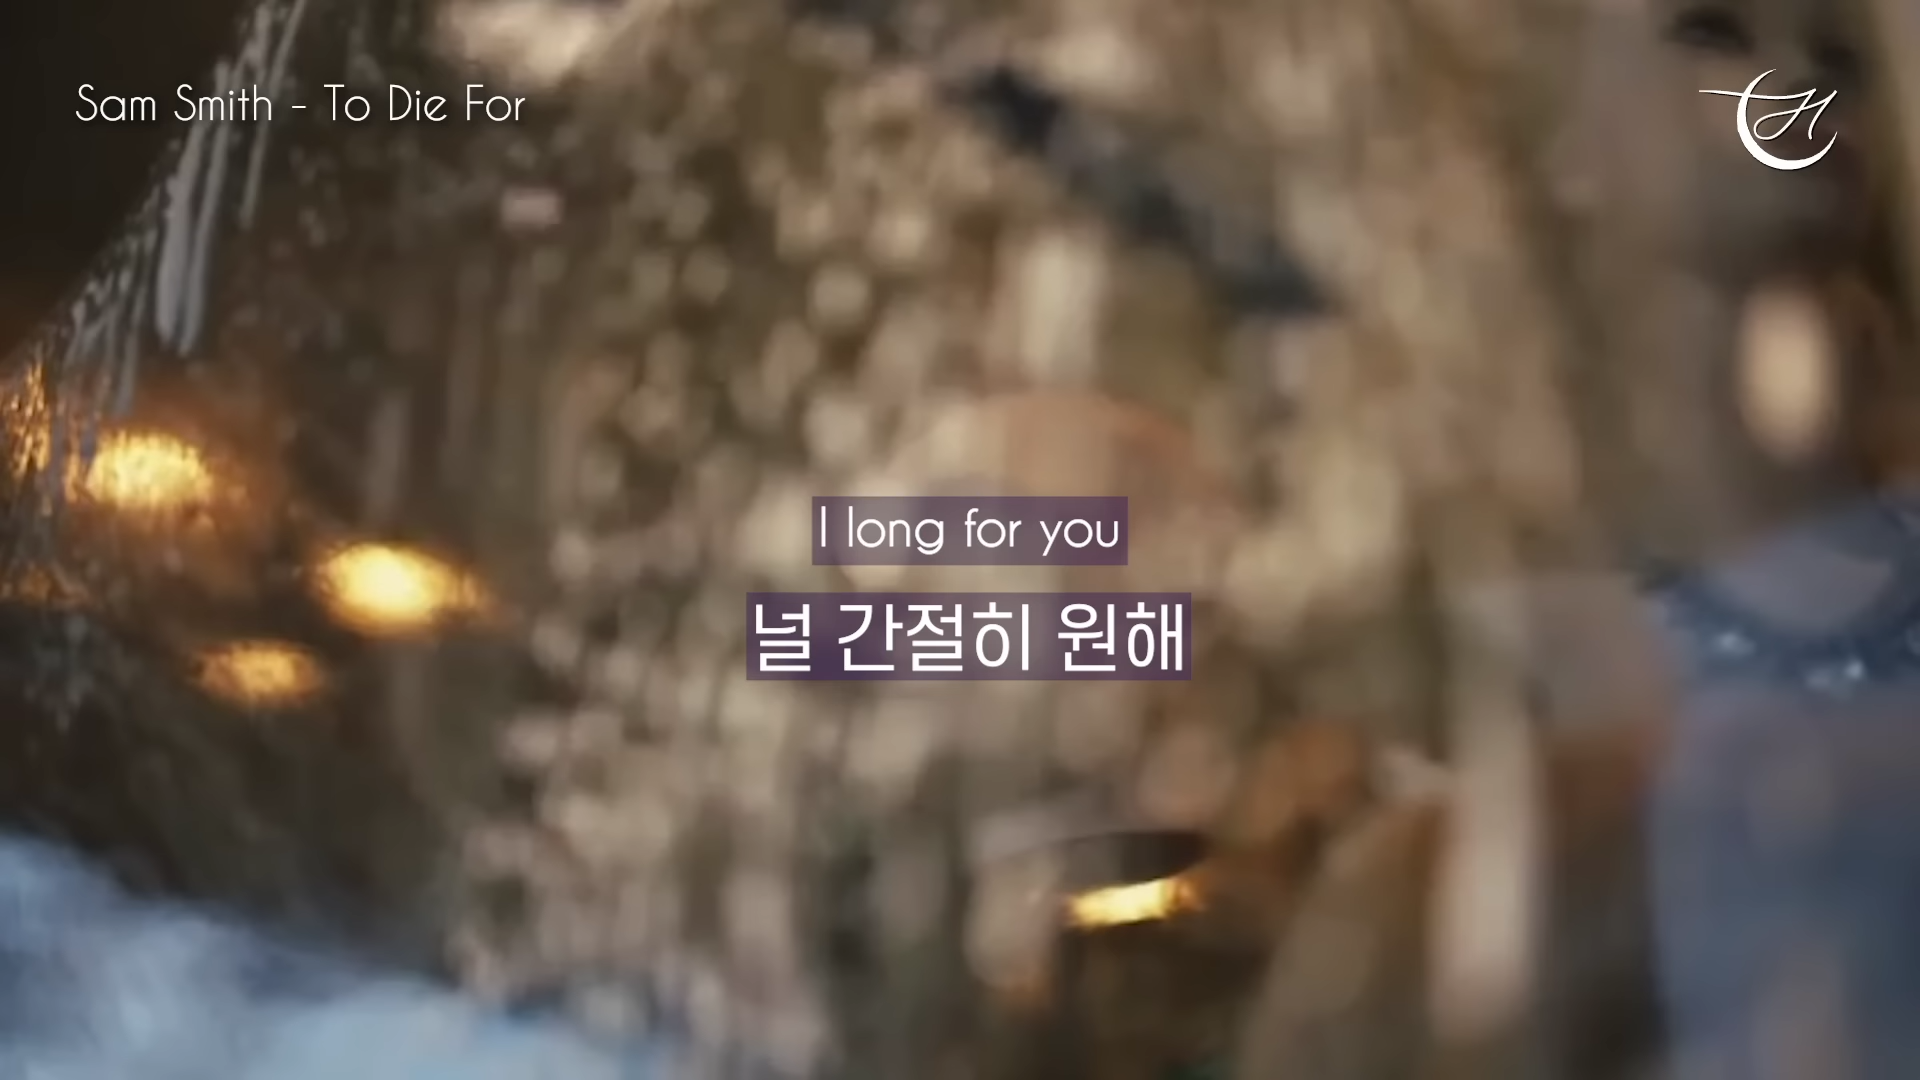 Sam Smith - To Die For
I long for you
널 간절히 원해